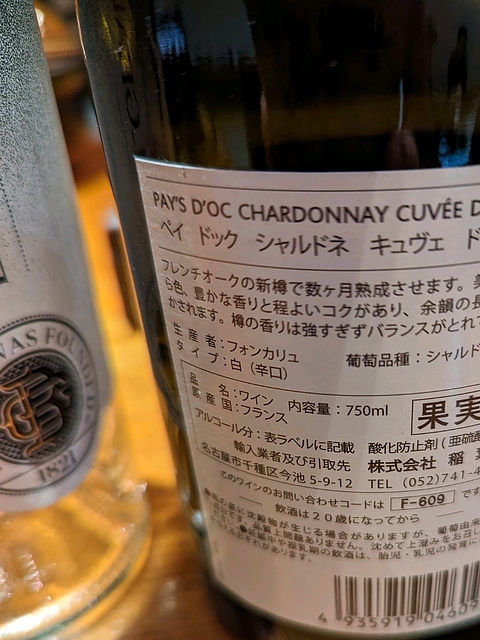 WAS FOUNDED
1821
PAYS D'OC CHARDONNAY CUVÉE D
ペイ ドック シャルドネ キュヴェ ド
フレンチオークの新樽で数ヶ月熟成させます。美
ら色、豊かな香りと程よいコクがあり、余韻の長
かされます。樽の香りは強すぎずバランスがとれて
生産者：フォンカリュ
タイプ：白（辛口） 葡萄品種：シャルド
品名：ワイン 内容量：750ml
原産国：フランス 果実
アルコール分：表ラベルに記載 酸化防止剤（亜硫酸
輸入業者及び引取先 株式会社 稲
名古屋市千種区今池 5-9-12 TEL (052)741-4
このワインのお問い合わせコードは F-609 です
飲酒は２０歳になってから
4 935919 04609